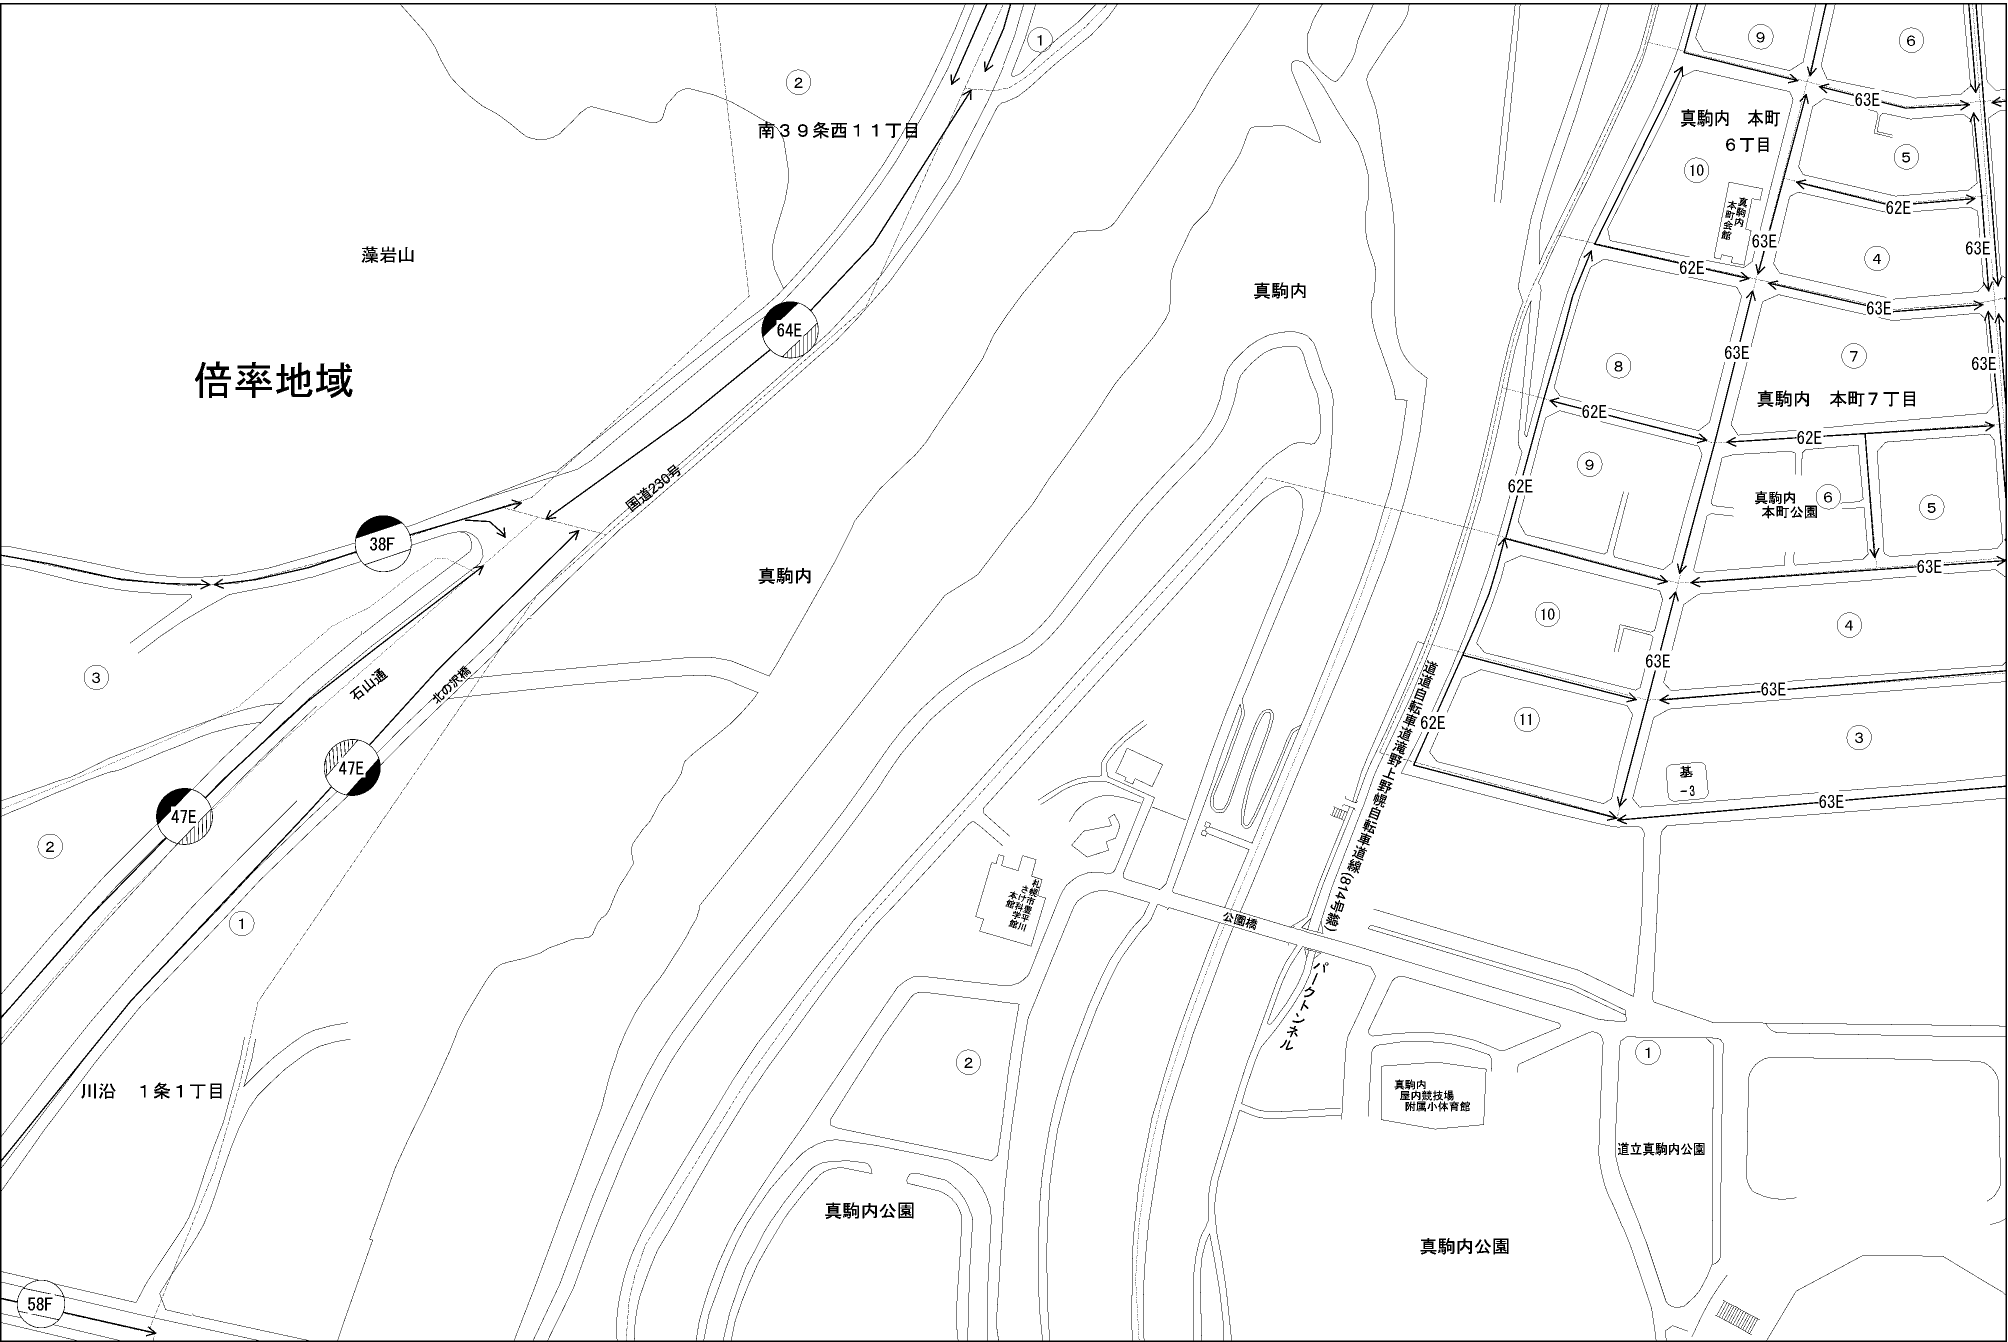 ①
⑨
⑥
②
63E
南３９条西１１丁目
真駒内　本町
６丁目
⑤
⑩
62E
真駒内
本町会館
63E
63E
藻岩山
④
62E
真駒内
63E
64E
63E
⑦
63E
⑧
倍率地域
真駒内　本町７丁目
62E
62E
国道230号
⑨
62E
真駒内
本町公園
⑥
⑤
38F
63E
真駒内
⑩
④
63E
③
石山通
北の沢橋
63E
道道自転車道滝野上野幌自転車道線(814号線)
62E
⑪
③
47E
基
-3
63E
47E
②
札幌市豊平川
さけ科学館
本館
①
公園橋
パークトンネル
②
①
川沿　１条１丁目
真駒内
屋内競技場
附属小体育館
道立真駒内公園
真駒内公園
真駒内公園
58F